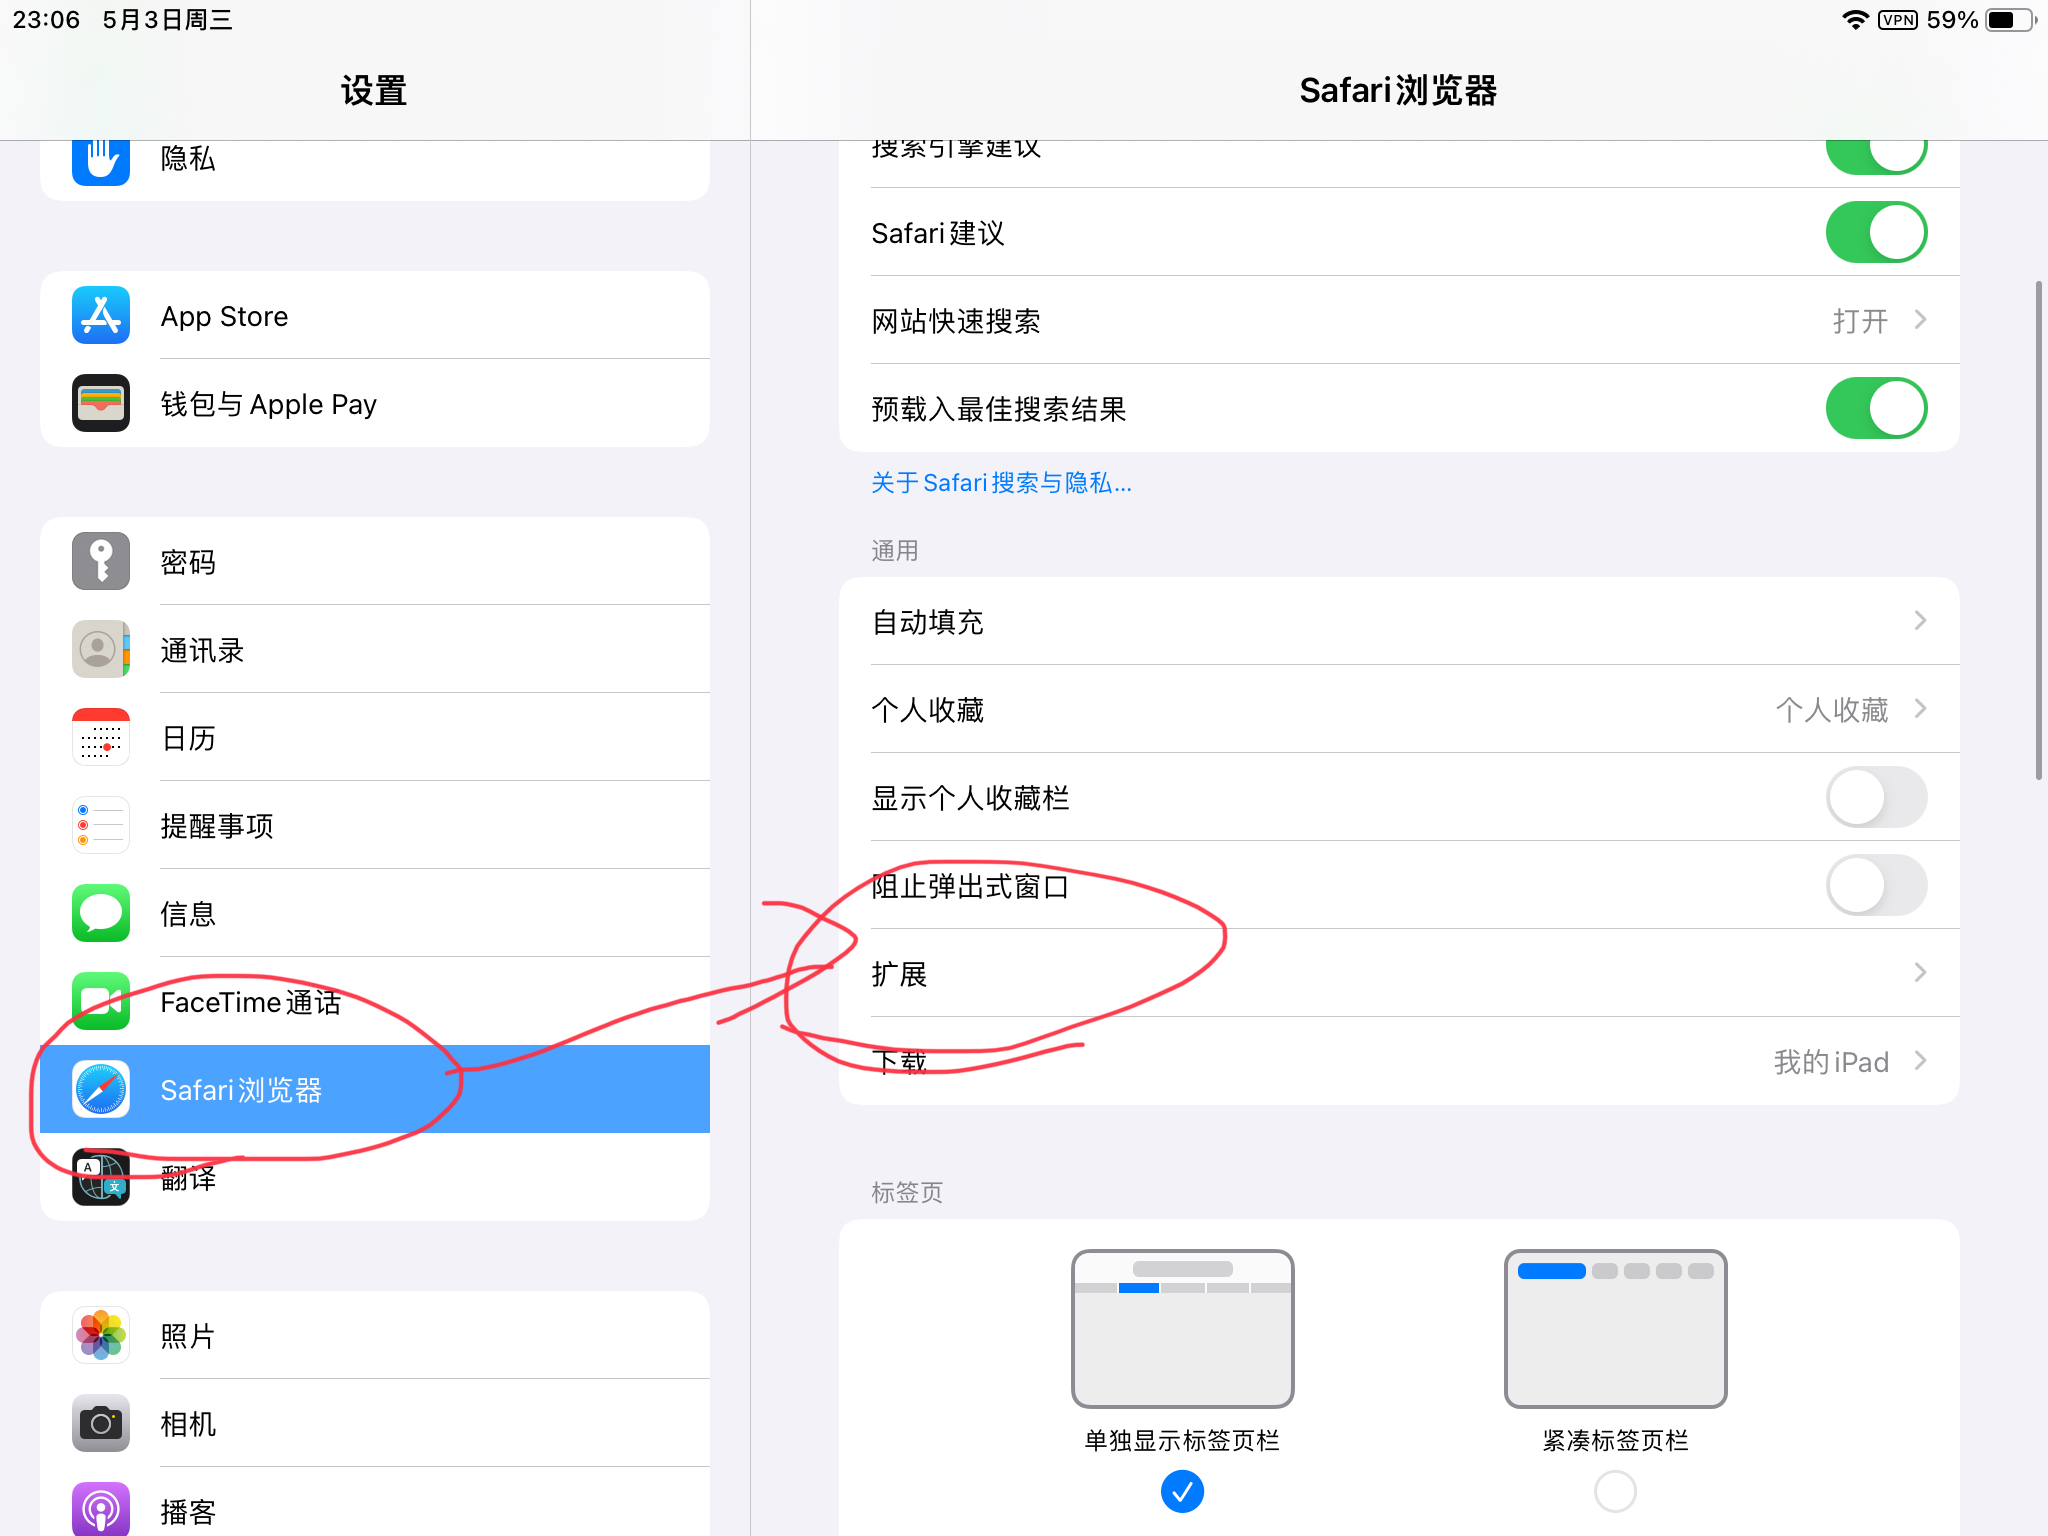 23:06 5月3日周三
VPN 59%
设置
隐私
App Store
钱包与 Apple Pay
密码
通讯录
日历
提醒事项
信息
FaceTime通话
Safari浏览器
翻译
照片
相机
播客
Safari浏览器
搜索引擎建议
Safari建议
网站快速搜索 打开
预载入最佳搜索结果
关于 Safari搜索与隐私...
通用
自动填充
个人收藏 个人收藏
显示个人收藏栏
阻止弹出式窗口
扩展
下载 我的iPad
标签页
单独显示标签页栏
紧凑标签页栏